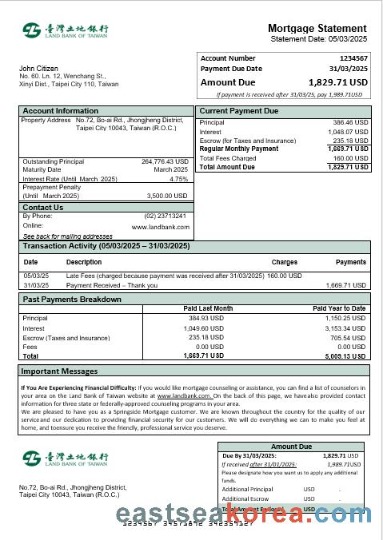 臺灣土地銀行
LAND BANK OF TAIWAN
Mortgage Statement
Statement Date: 05/03/2025
John Citizen
No. 60. Ln. 12, Wenchang St.,
Xinyi Dist., Taipei City 110, Taiwan
Account Number 1234567
Payment Due Date 31/03/2025
Amount Due 1,829.71 USD
If payment is received after 31/03/25, pay 1,989.71USD
Account Information
Property Address No.72, Bo-ai Rd., Jhongjheng District,
Taipei City 10043, Taiwan (R.O.C.)
Outstanding Principal 264,776.43 USD
Maturity Date March 2025
Interest Rate (Until March 2025) 4.75%
Prepayment Penalty
(Until March 2025) 3,500.00 USD
Contact Us
By Phone: (02) 23713241
Online: www.landbank.com
See back for mailing addresses
Current Payment Due
Principal 386.46 USD
Interest 1,048.07 USD
Escrow (for Taxes and Insurance) 235.18 USD
Regular Monthly Payment 1,669.71 USD
Total Fees Charged 160.00 USD
Total Amount Due 1,829.71 USD
Transaction Activity (05/03/2025 – 31/03/2025)
Date Description Charges Payments
05/03/25 Late Fees (charged because payment was received after 31/03/2025) 160.00 USD
31/03/25 Payment Received – Thank you 1,669.71 USD
Past Payments Breakdown
Paid Last Month Paid Year to Date
Principal 384.93 USD 1,150.25 USD
Interest 1,049.60 USD 3,153.34 USD
Escrow (Taxes and Insurance) 235.18 USD 705.54 USD
Fees 0.00 USD 0.00 USD
Total 1,669.71 USD 5,009.13 USD
Important Messages
If You Are Experiencing Financial Difficulty: If you would like mortgage counseling or assistance, you can find a list of counselors in
your area on the Land Bank of Taiwan website at www.landbank.com. On the back of this page, we have also provided contact
information for three state or federally-approved counseling programs in your area.
We are pleased to have you as a Springside Mortgage customer. We are known throughout the country for the quality of our
service and our dedication to providing financial security for our customers. We will do everything we can to make you feel at
home, and to ensure you receive the friendly, professional service you deserve.
臺灣土地銀行
LAND BANK OF TAIWAN
No.72, Bo-ai Rd., Jhongjheng District,
Taipei City 10043, Taiwan (R.O.C.)
Amount Due
Due By 31/03/2025: 1,829.71 USD
If received after 31/01/2025: 1,989.71USD
Please designate how you want us to apply any additional
funds.
Additional Principal USD .
Additional Escrow USD .
Total Amount Enclosed USD .
eastseakorea.com